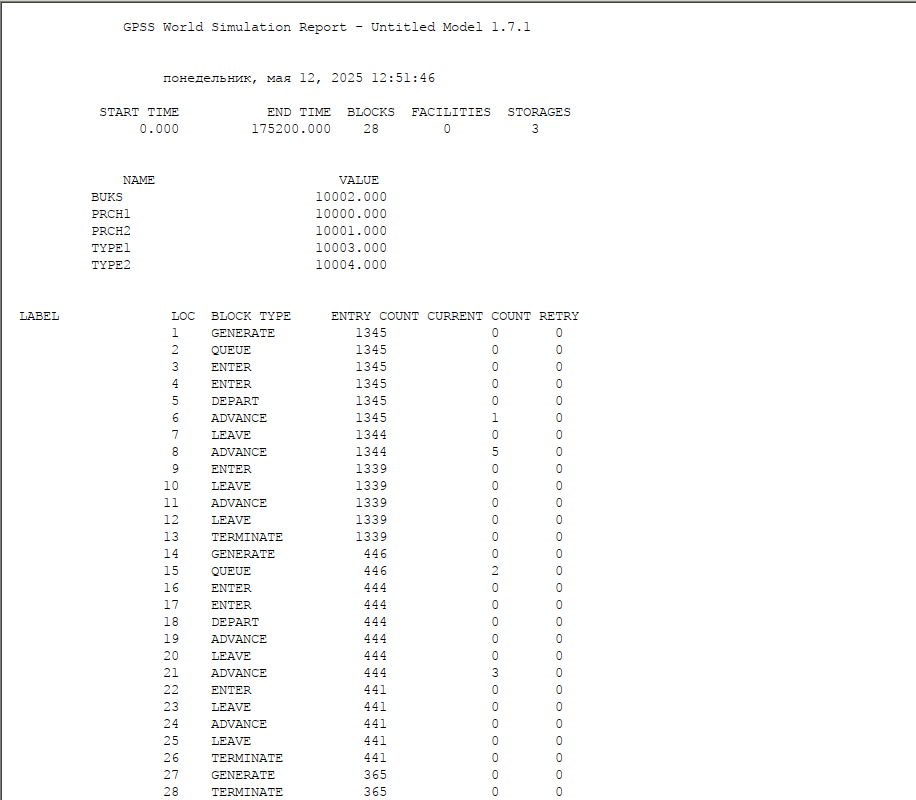 GPSS World Simulation Report - Untitled Model 1.7.1
понедельник, мая 12, 2025 12:51:46
START TIME END TIME BLOCKS FACILITIES STORAGES
0.000 175200.000 28 0 3
NAME VALUE
BUKS 10002.000
PRCH1 10000.000
PRCH2 10001.000
TYPE1 10003.000
TYPE2 10004.000
LABEL LOC BLOCK TYPE ENTRY COUNT CURRENT COUNT RETRY
1 GENERATE 1345 0 0
2 QUEUE 1345 0 0
3 ENTER 1345 0 0
4 ENTER 1345 0 0
5 DEPART 1345 0 0
6 ADVANCE 1345 1 0
7 LEAVE 1344 0 0
8 ADVANCE 1344 5 0
9 ENTER 1339 0 0
10 LEAVE 1339 0 0
11 ADVANCE 1339 0 0
12 LEAVE 1339 0 0
13 TERMINATE 1339 0 0
14 GENERATE 446 0 0
15 QUEUE 446 2 0
16 ENTER 444 0 0
17 ENTER 444 0 0
18 DEPART 444 0 0
19 ADVANCE 444 0 0
20 LEAVE 444 0 0
21 ADVANCE 444 3 0
22 ENTER 441 0 0
23 LEAVE 441 0 0
24 ADVANCE 441 0 0
25 LEAVE 441 0 0
26 TERMINATE 441 0 0
27 GENERATE 365 0 0
28 TERMINATE 365 0 0